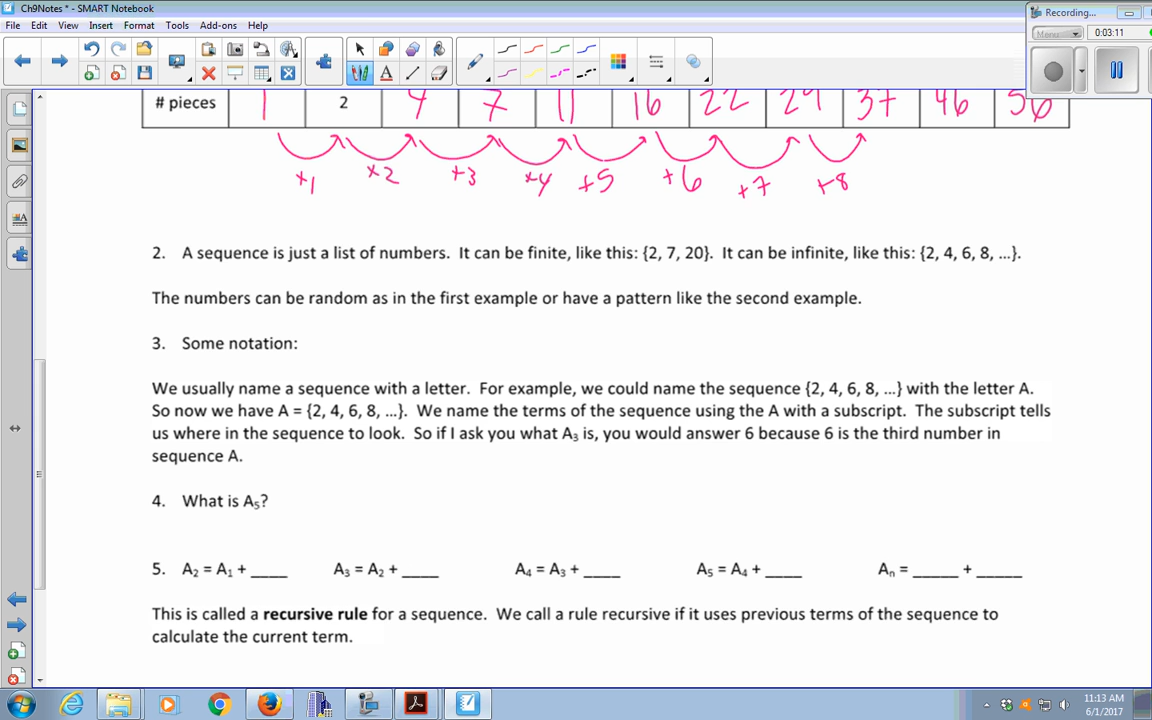 Ch9Notes * - SMART Notebook
Recording...
File Edit View Insert Format Tools Add-ons Help
Menu
0:03:11
# pieces 1 2 4 7 11 16 22 29 37 46 56
+1 +2 +3 +4 +5 +6 +7 +8
2. A sequence is just a list of numbers. It can be finite, like this: {2, 7, 20}. It can be infinite, like this: {2, 4, 6, 8, ...}.
The numbers can be random as in the first example or have a pattern like the second example.
3. Some notation:
We usually name a sequence with a letter. For example, we could name the sequence {2, 4, 6, 8, ...} with the letter A.
So now we have A = {2, 4, 6, 8, ...}. We name the terms of the sequence using the A with a subscript. The subscript tells
us where in the sequence to look. So if I ask you what A₃ is, you would answer 6 because 6 is the third number in
sequence A.
4. What is A₅?
5. A₂ = A₁ + ____ A₃ = A₂ + ____ A₄ = A₃ + ____ A₅ = A₄ + ____ Aₙ = _____ + _____
This is called a recursive rule for a sequence. We call a rule recursive if it uses previous terms of the sequence to
calculate the current term.
11:13 AM
6/1/2017